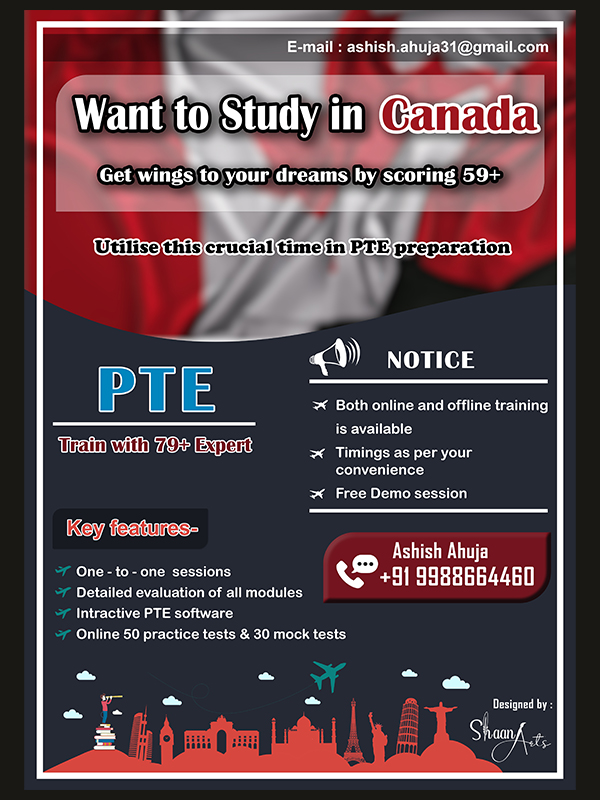 E-mail : ashish.ahuja31@gmail.com
Want to Study in Canada
Get wings to your dreams by scoring 59+
Utilise this crucial time in PTE preparation
PTE
Train with 79+ Expert
NOTICE
Both online and offline training
is available
Timings as per your
convenience
Free Demo session
Key features-
One - to - one sessions
Detailed evaluation of all modules
Intractive PTE software
Online 50 practice tests & 30 mock tests
Ashish Ahuja
+91 9988664460
Designed by :
Shaan Arts